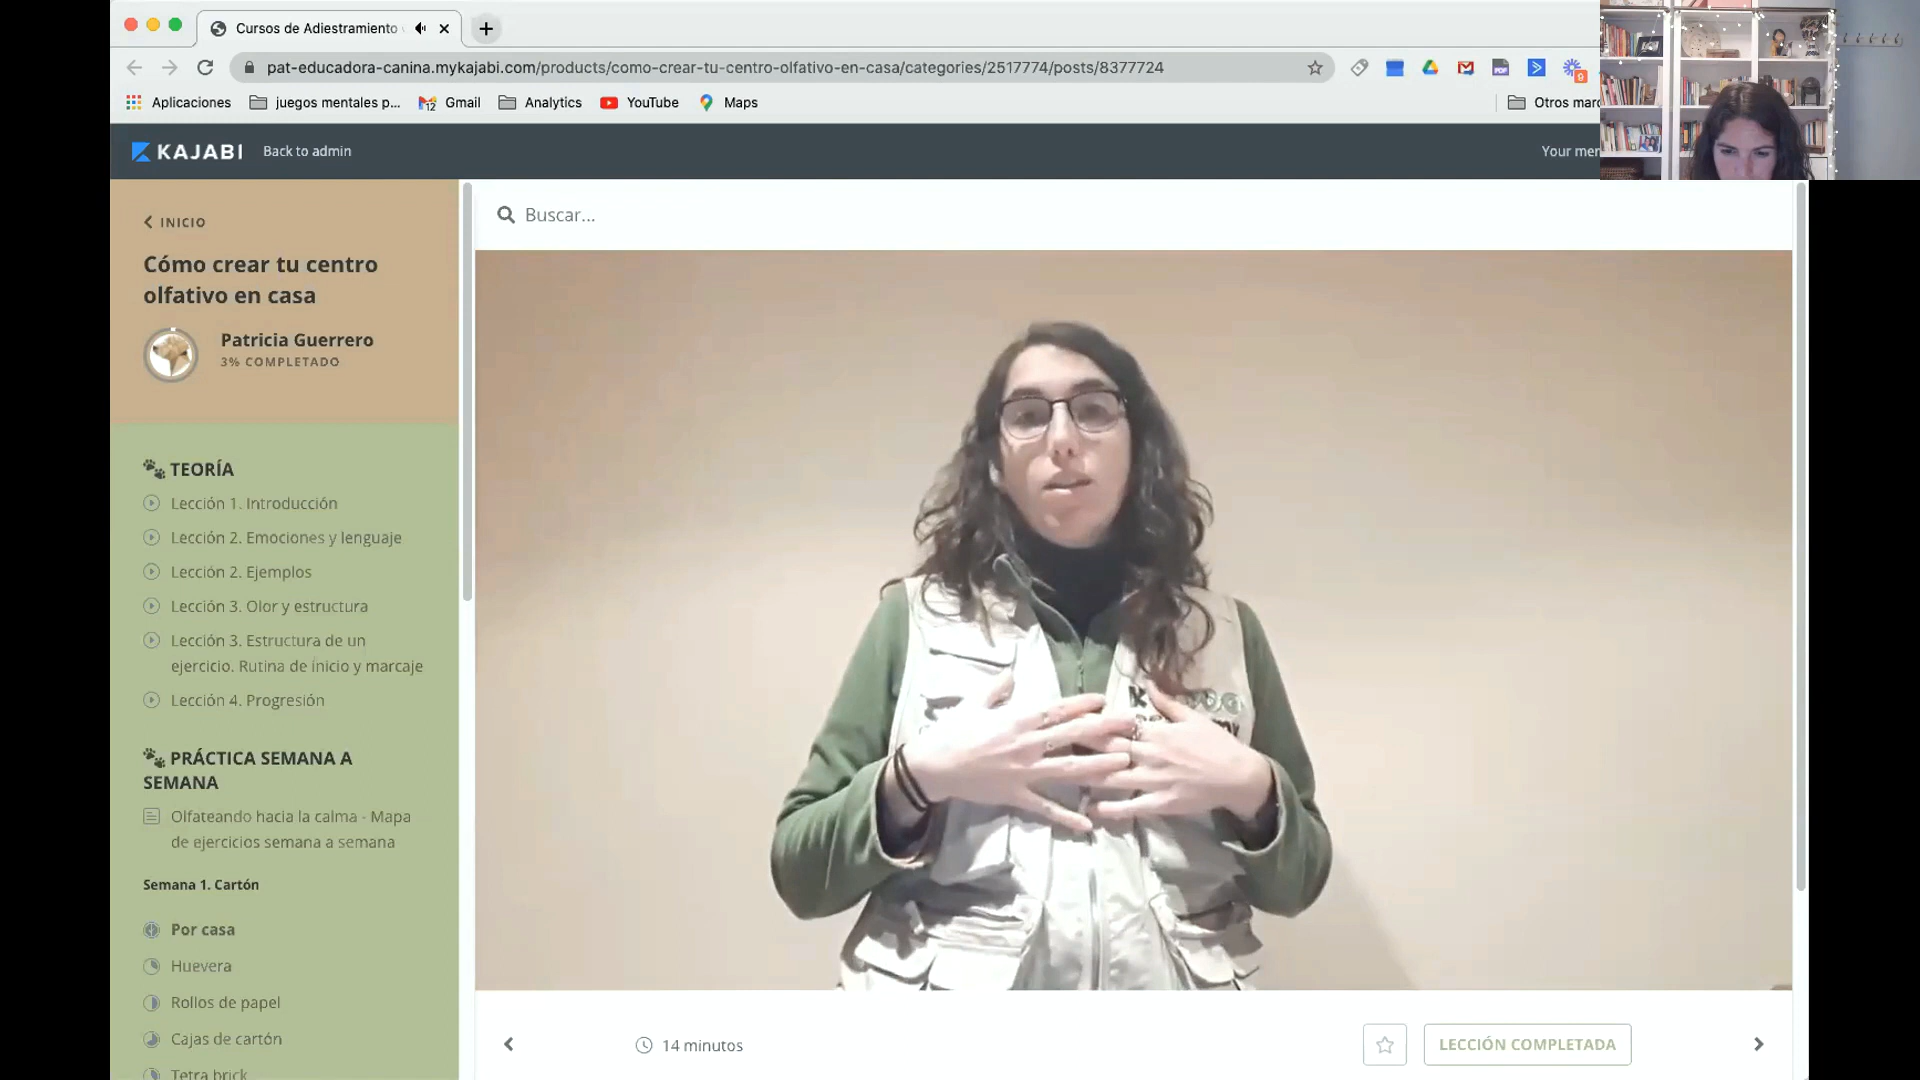 Cursos de Adiestramiento
pat-educadora-canina.mykajabi.com/products/como-crear-tu-centro-olfativo-en-casa/categories/2517774/posts/8377724
9
Aplicaciones
juegos mentales p...
12
Gmail
Analytics
YouTube
Maps
Otros marc
KAJABI
Back to admin
Your mer
INICIO
Buscar...
Cómo crear tu centro
olfativo en casa
Patricia Guerrero
3% COMPLETADO
TEORÍA
Lección 1. Introducción
Lección 2. Emociones y lenguaje
Lección 2. Ejemplos
Lección 3. Olor y estructura
Lección 3. Estructura de un
ejercicio. Rutina de inicio y marcaje
Lección 4. Progresión
PRÁCTICA SEMANA A
SEMANA
Olfateando hacia la calma - Mapa
de ejercicios semana a semana
Semana 1. Cartón
Por casa
Huevera
Rollos de papel
Cajas de cartón
Tetra brick
14 minutos
LECCIÓN COMPLETADA